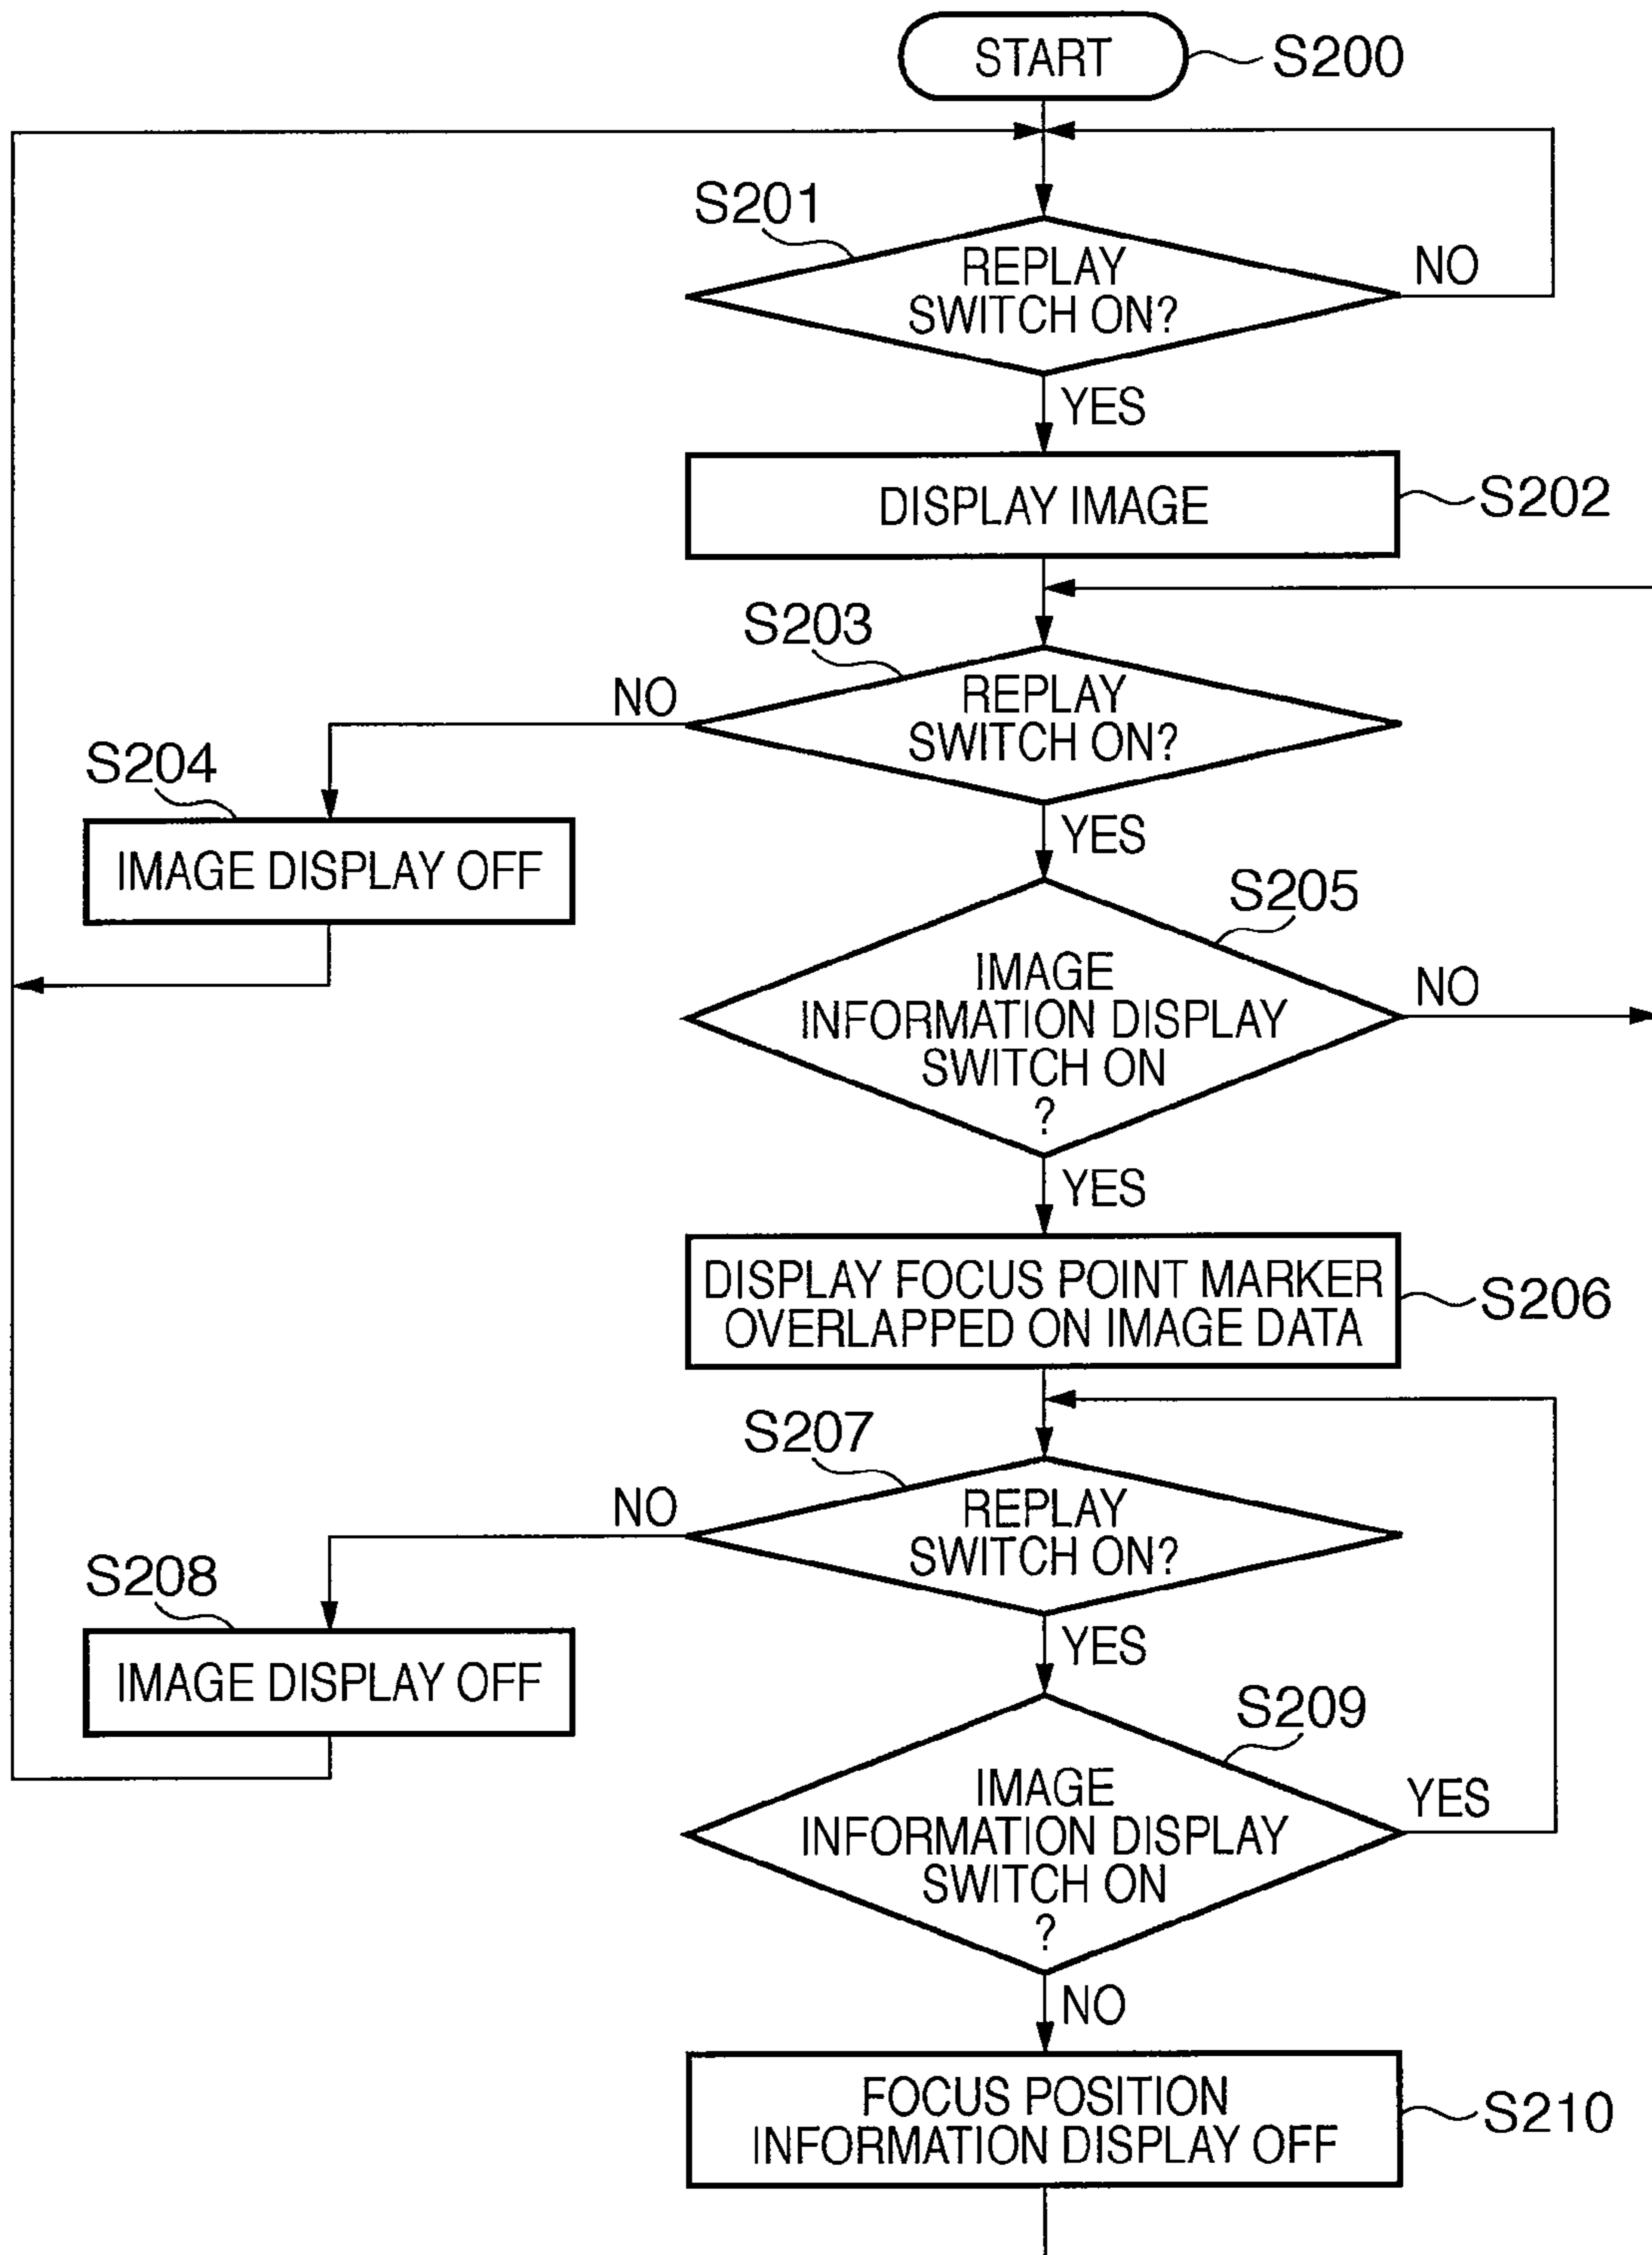 START
S200
S201
REPLAY
SWITCH ON?
NO
YES
DISPLAY IMAGE
S202
S203
NO
REPLAY
SWITCH ON?
S204
YES
IMAGE DISPLAY OFF
S205
IMAGE
INFORMATION DISPLAY
SWITCH ON
?
NO
YES
DISPLAY FOCUS POINT MARKER
OVERLAPPED ON IMAGE DATA
S206
S207
NO
REPLAY
SWITCH ON?
S208
YES
IMAGE DISPLAY OFF
S209
IMAGE
INFORMATION DISPLAY
SWITCH ON
?
YES
NO
FOCUS POSITION
INFORMATION DISPLAY OFF
S210